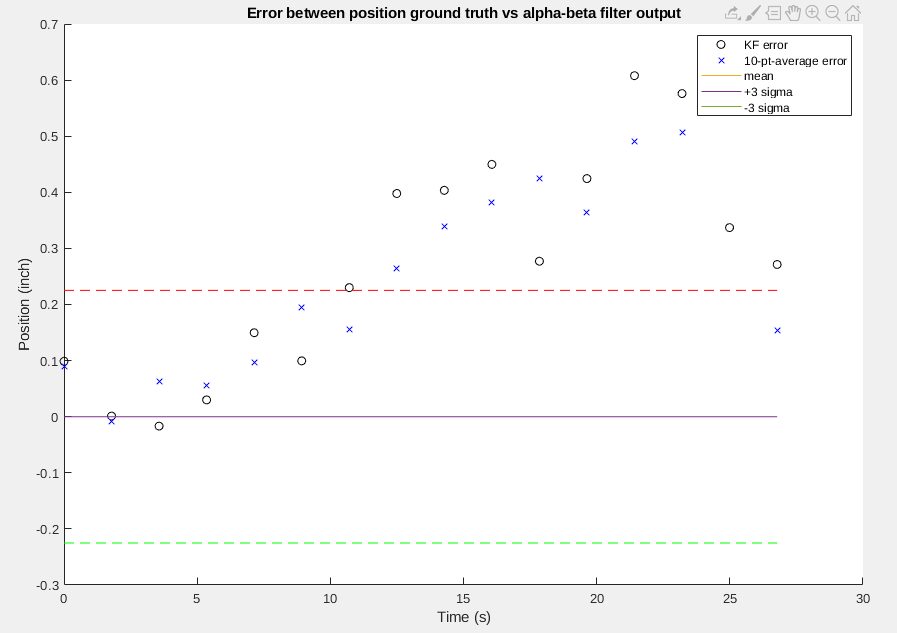 Error between position ground truth vs alpha-beta filter output
KF error
10-pt-average error
mean
+3 sigma
-3 sigma
0.7
0.6
0.5
0.4
0.3
0.2
0.1
0
-0.1
-0.2
-0.3
Position (inch)
0 5 10 15 20 25 30
Time (s)